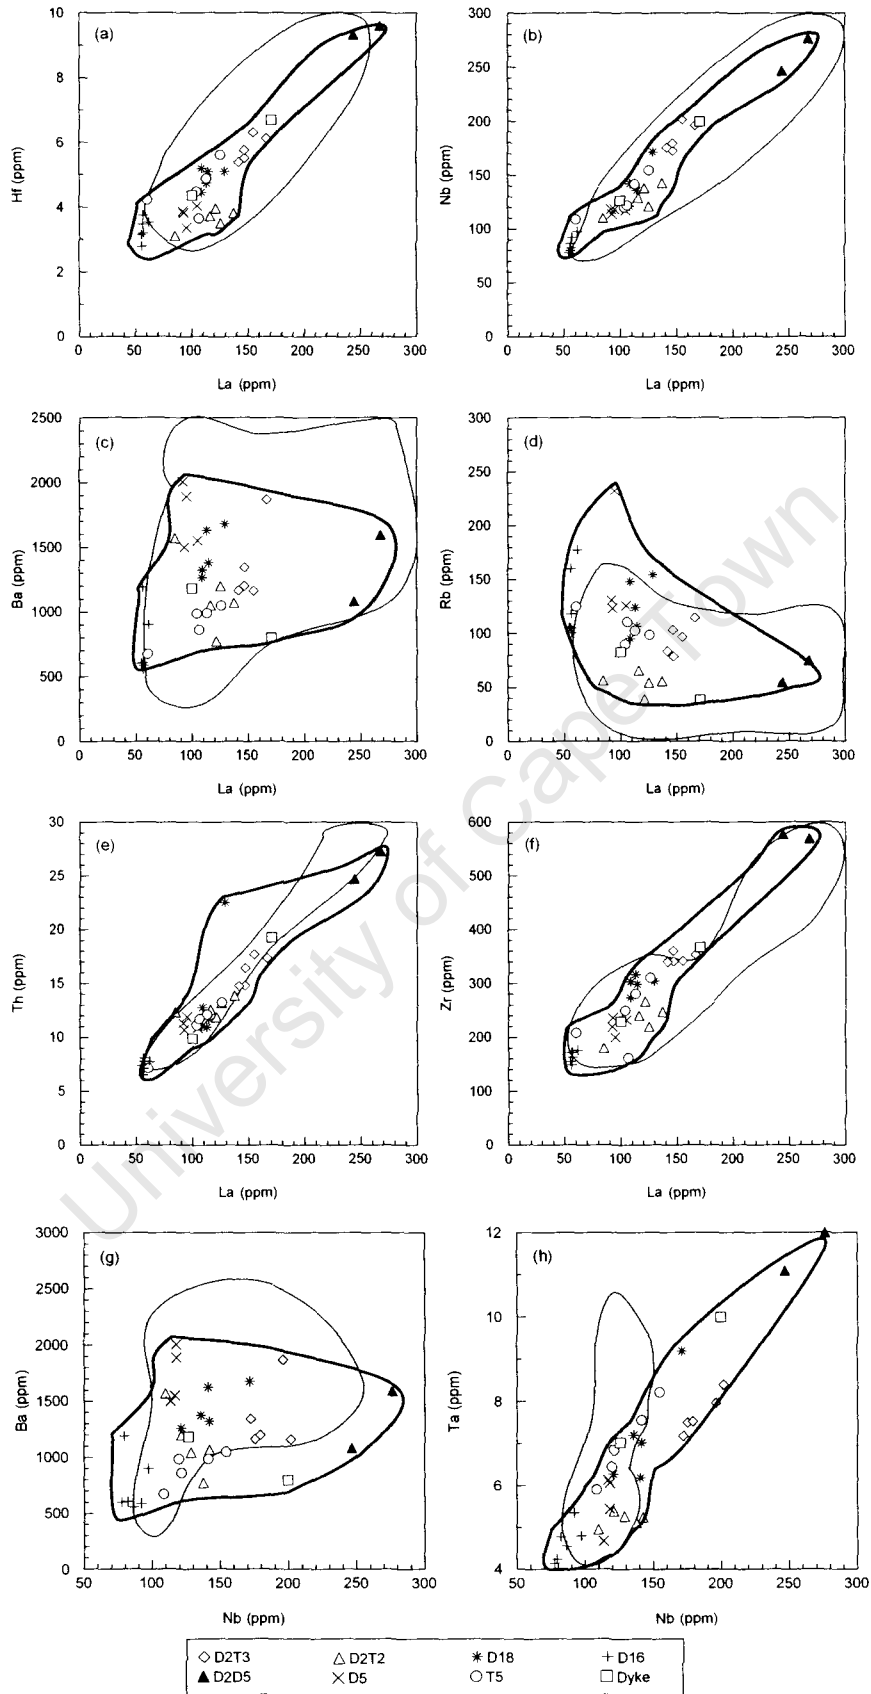 (a)
Hf (ppm)
10
8
6
4
2
0
0 50 100 150 200 250 300
La (ppm)
(b)
Nb (ppm)
300
250
200
150
100
50
0
0 50 100 150 200 250 300
La (ppm)
(c)
Ba (ppm)
2500
2000
1500
1000
500
0
0 50 100 150 200 250 300
La (ppm)
(d)
Rb (ppm)
300
250
200
150
100
50
0
0 50 100 150 200 250 300
La (ppm)
(e)
Th (ppm)
30
25
20
15
10
5
0
0 50 100 150 200 250 300
La (ppm)
(f)
Zr (ppm)
600
500
400
300
200
100
0
0 50 100 150 200 250 300
La (ppm)
(g)
Ba (ppm)
3000
2500
2000
1500
1000
500
0
50 100 150 200 250 300
Nb (ppm)
(h)
Ta (ppm)
12
10
8
6
4
50 100 150 200 250 300
Nb (ppm)
D2T3 D2T2 D18 D16
D2D5 D5 T5 Dyke
University of Cape Town